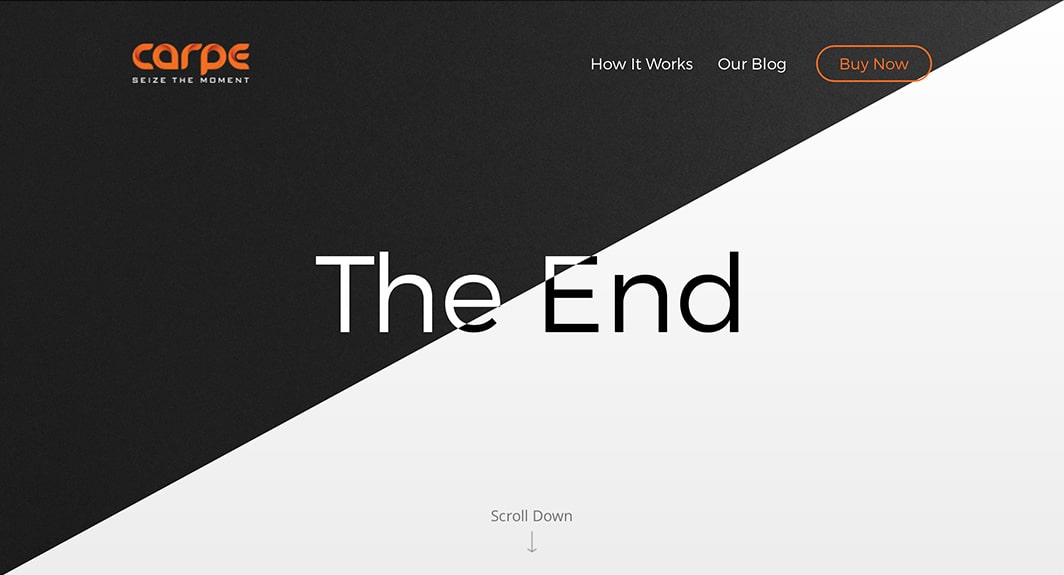 carpe
SEIZE THE MOMENT
How It Works
Our Blog
Buy Now
The End
Scroll Down